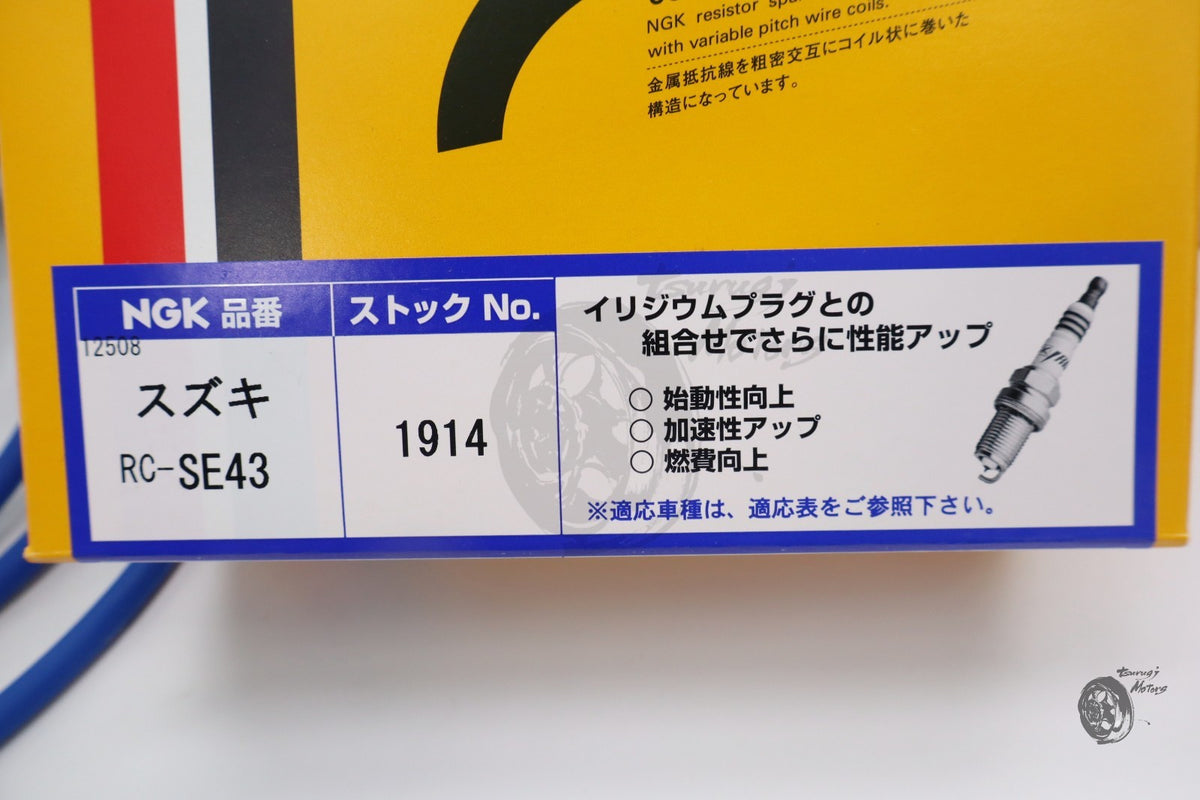 NGK resistor
with variable pitch wire coils.
金属抵抗線を粗密交互にコイル状に巻いた
構造になっています。
NGK 品番
ストック No.
12508
スズキ
RC-SE43
1914
イリジウムプラグとの
組合せでさらに性能アップ
○ 始動性向上
○ 加速性アップ
○ 燃費向上
※適応車種は、適応表をご参照下さい。
Tsurugi
Motors
Tsurugi
Motors